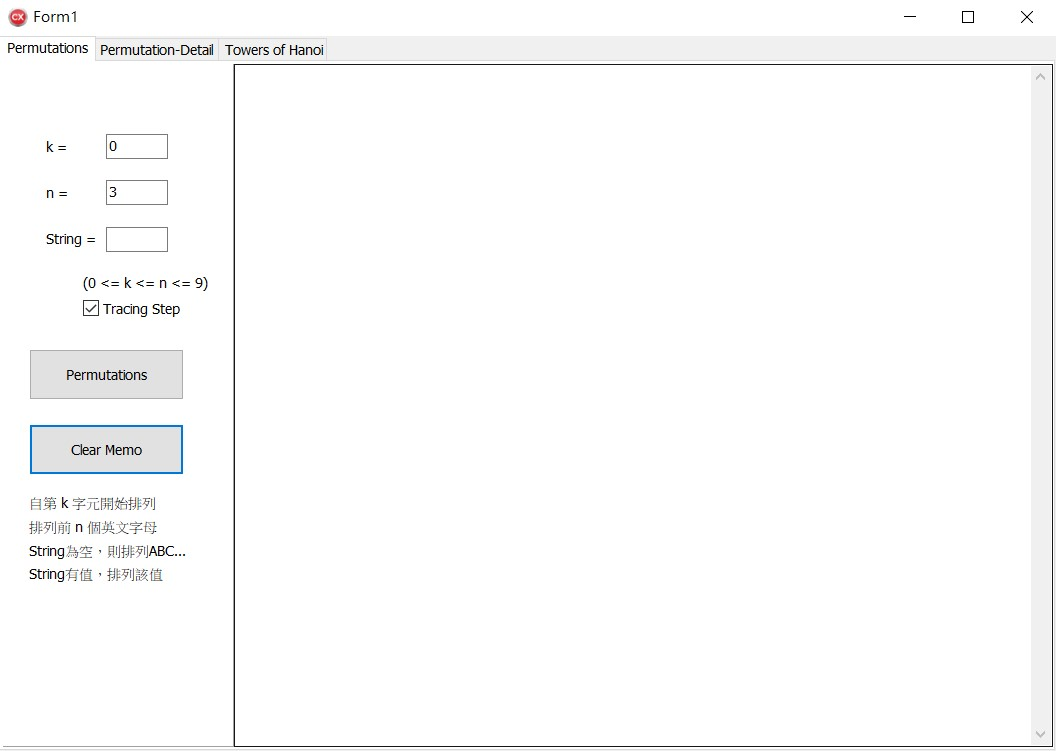 CX Form1
Permutations Permutation-Detail Towers of Hanoi
k = 0
n = 3
String =
(0 <= k <= n <= 9)
Tracing Step
Permutations
Clear Memo
自第 k 字元開始排列
排列前 n 個英文字母
String為空，則排列ABC...
String有值，排列該值